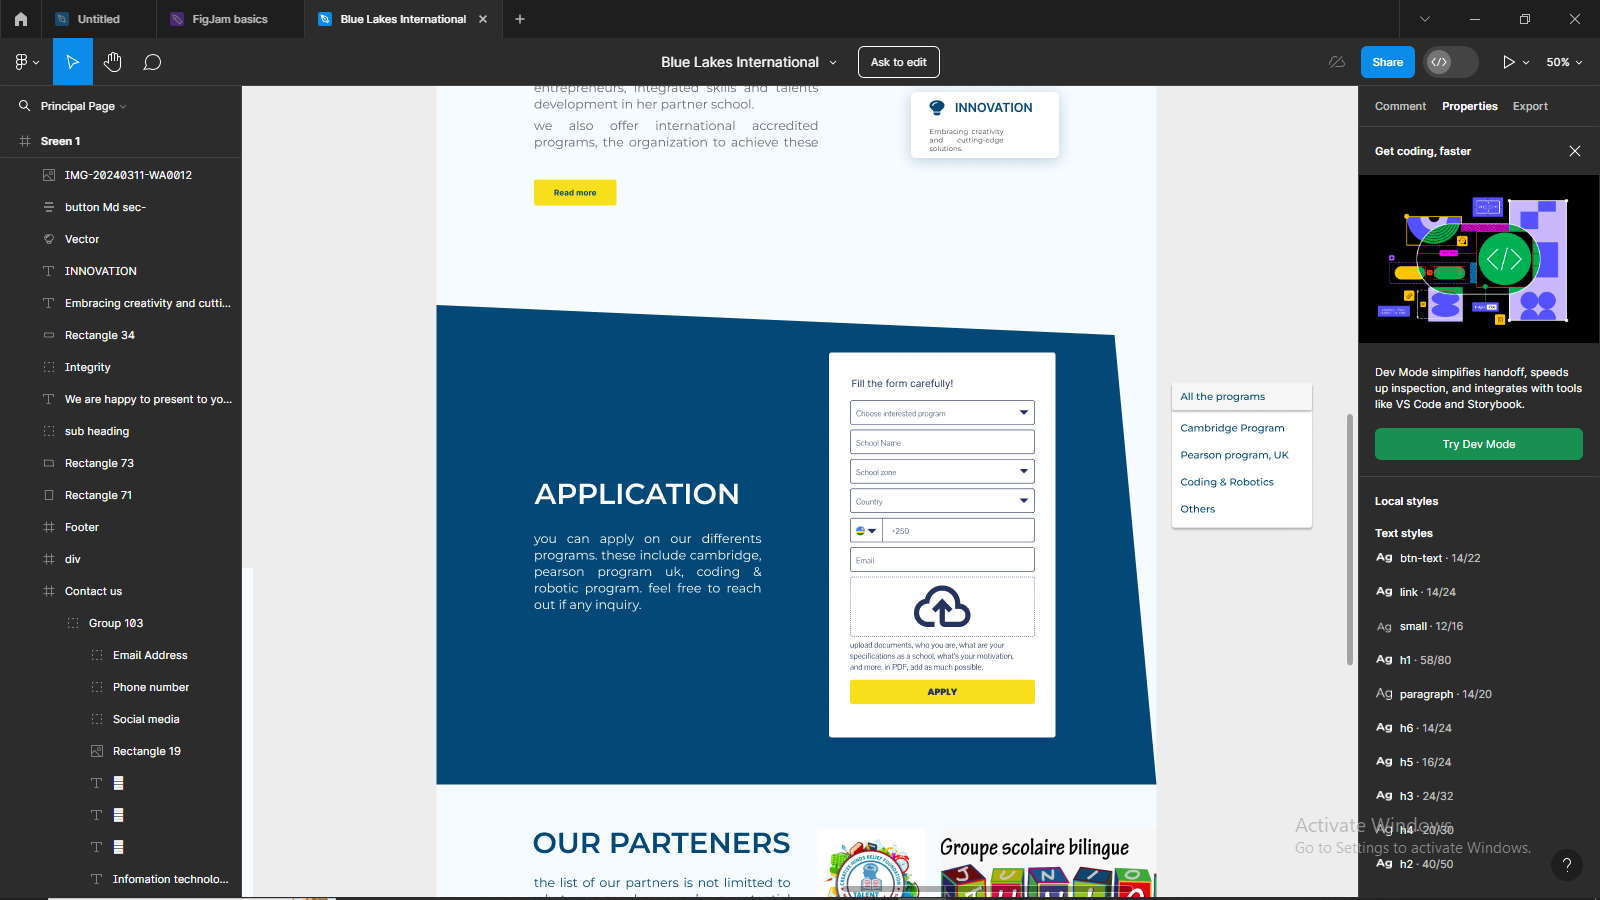 Untitled
FigJam basics
Blue Lakes International
Blue Lakes International
Ask to edit
Share
50%
Principal Page
Sreen 1
IMG-20240311-WA0012
button Md sec-
Vector
INNOVATION
Embracing creativity and cutti...
Rectangle 34
Integrity
We are happy to present to yo...
sub heading
Rectangle 73
Rectangle 71
Footer
div
Contact us
Group 103
Email Address
Phone number
Social media
Rectangle 19
Infomation technolo...
entrepreneurs, integrated skills and talents
development in her partner school.
we also offer international accredited
programs, the organization to achieve these
Read more
INNOVATION
Embracing creativity
and cutting-edge
solutions.
APPLICATION
you can apply on our differents
programs. these include cambridge,
pearson program uk, coding &
robotic program. feel free to reach
out if any inquiry.
Fill the form carefully!
Choose interested program
School Name
School zone
Country
+250
Email
upload documents, who you are, what are your
specifications as a school, what's your motivation,
and more. in PDF, add as much possible.
APPLY
All the programs
Cambridge Program
Pearson program, UK
Coding & Robotics
Others
OUR PARTENERS
the list of our partners is not limitted to
CREATIVE MINDS RELIEF FOUNDATION
TALENT
Groupe scolaire bilingue
JUNIO
Comment
Properties
Export
Get coding, faster
Dev Mode simplifies handoff, speeds
up inspection, and integrates with tools
like VS Code and Storybook.
Try Dev Mode
Local styles
Text styles
Ag btn-text · 14/22
Ag link · 14/24
Ag small · 12/16
Ag h1 · 58/80
Ag paragraph · 14/20
Ag h6 · 14/24
Ag h5 · 16/24
Ag h3 · 24/32
Ag h4 · 20/30
Ag h2 · 40/50
Activate Windows
Go to Settings to activate Windows.
?